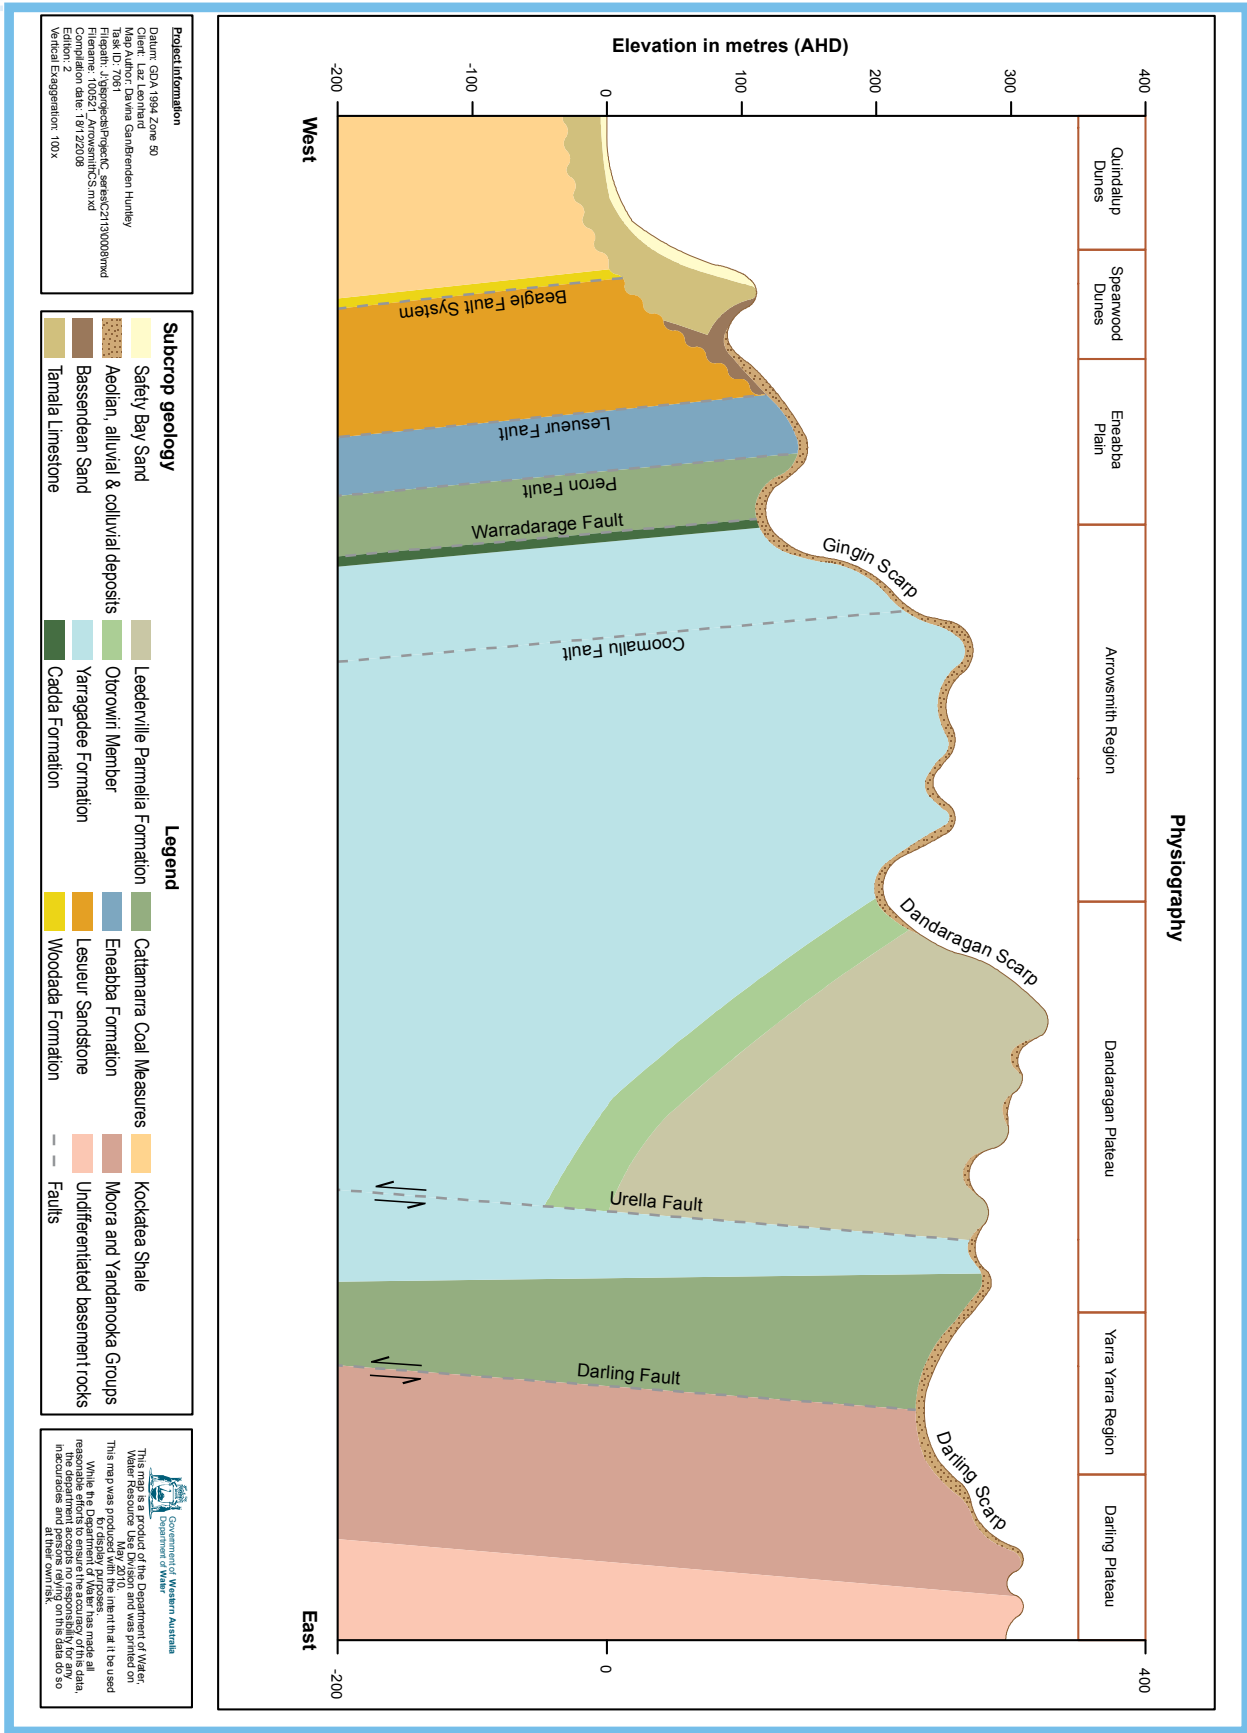 Physiography
Quindalup
Dunes
Spearwood
Dunes
Eneabba
Plain
Arrowsmith Region
Dandaragan Plateau
Yarra Yarra Region
Darling Plateau
Elevation in metres (AHD)
400
300
200
100
0
-100
-200
400
0
-200
West
East
Gingin Scarp
Dandaragan Scarp
Darling Scarp
Beagle Fault System
Lesueur Fault
Peron Fault
Warradarage Fault
Coomallu Fault
Urella Fault
Darling Fault
Project information
Datum: GDA 1994 Zone 50
Client: Laz Leonhard
Map Author: Davina Gan/Brenden Huntley
Task ID: 7061
Filepath: J:\gisprojects\Project\C_series\C2113\0008\mxd
Filename: 100521_ArrowsmithCS.mxd
Compilation date: 18/12/2008
Edition: 2
Vertical Exaggeration: 100x
Legend
Subcrop geology
Safety Bay Sand
Aeolian, alluvial & colluvial deposits
Bassendean Sand
Tamala Limestone
Leederville Parmelia Formation
Otorowiri Member
Yarragadee Formation
Cadda Formation
Cattamarra Coal Measures
Eneabba Formation
Lesueur Sandstone
Woodada Formation
Kockatea Shale
Moora and Yandanooka Groups
Undifferentiated basement rocks
Faults
Government of Western Australia
Department of Water
This map is a product of the Department of Water,
Water Resource Use Division and was printed on
May 2010.
This map was produced with the intent that it be used
for display purposes.
While the Department of Water has made all
reasonable efforts to ensure the accuracy of this data,
the department accepts no responsibility for any
inaccuracies and persons relying on this data do so
at their own risk.